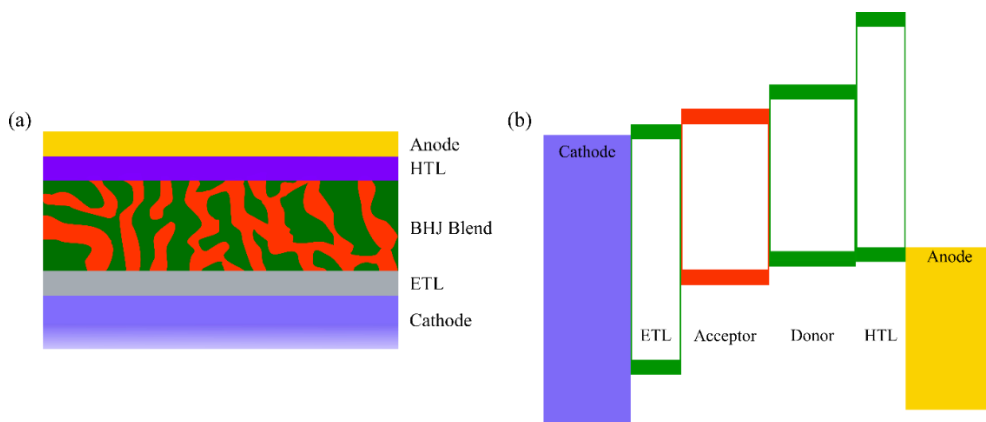 (a)
Anode
HTL
BHJ Blend
ETL
Cathode
(b)
Cathode
ETL
Acceptor
Donor
HTL
Anode